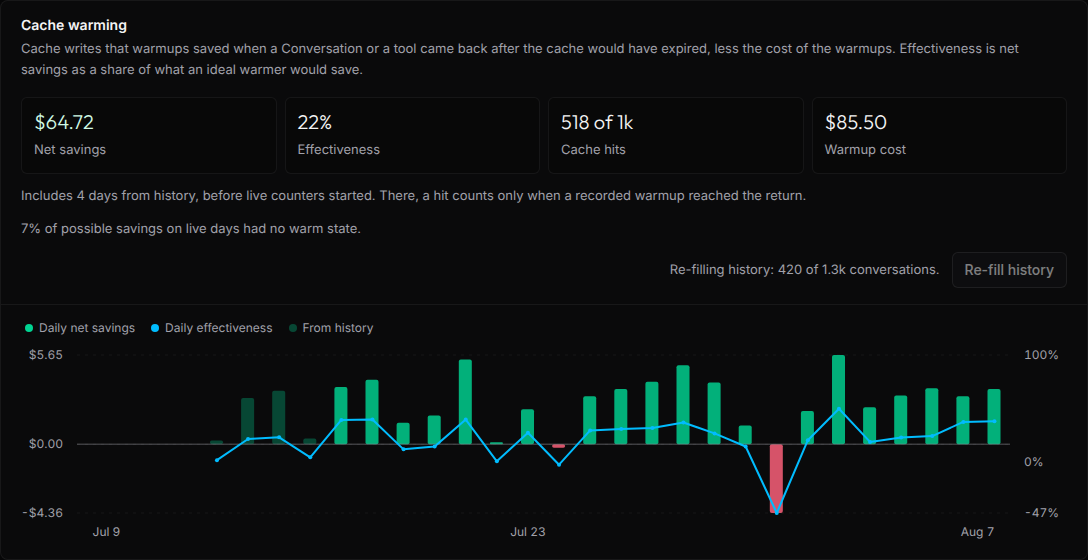 Cache warming
Cache writes that warmups saved when a Conversation or a tool came back after the cache would have expired, less the cost of the warmups. Effectiveness is net
savings as a share of what an ideal warmer would save.
$64.72
Net savings
22%
Effectiveness
518 of 1k
Cache hits
$85.50
Warmup cost
Includes 4 days from history, before live counters started. There, a hit counts only when a recorded warmup reached the return.
7% of possible savings on live days had no warm state.
Re-filling history: 420 of 1.3k conversations.
Re-fill history
Daily net savings
Daily effectiveness
From history
$5.65
100%
$0.00
0%
-$4.36
-47%
Jul 9
Jul 23
Aug 7